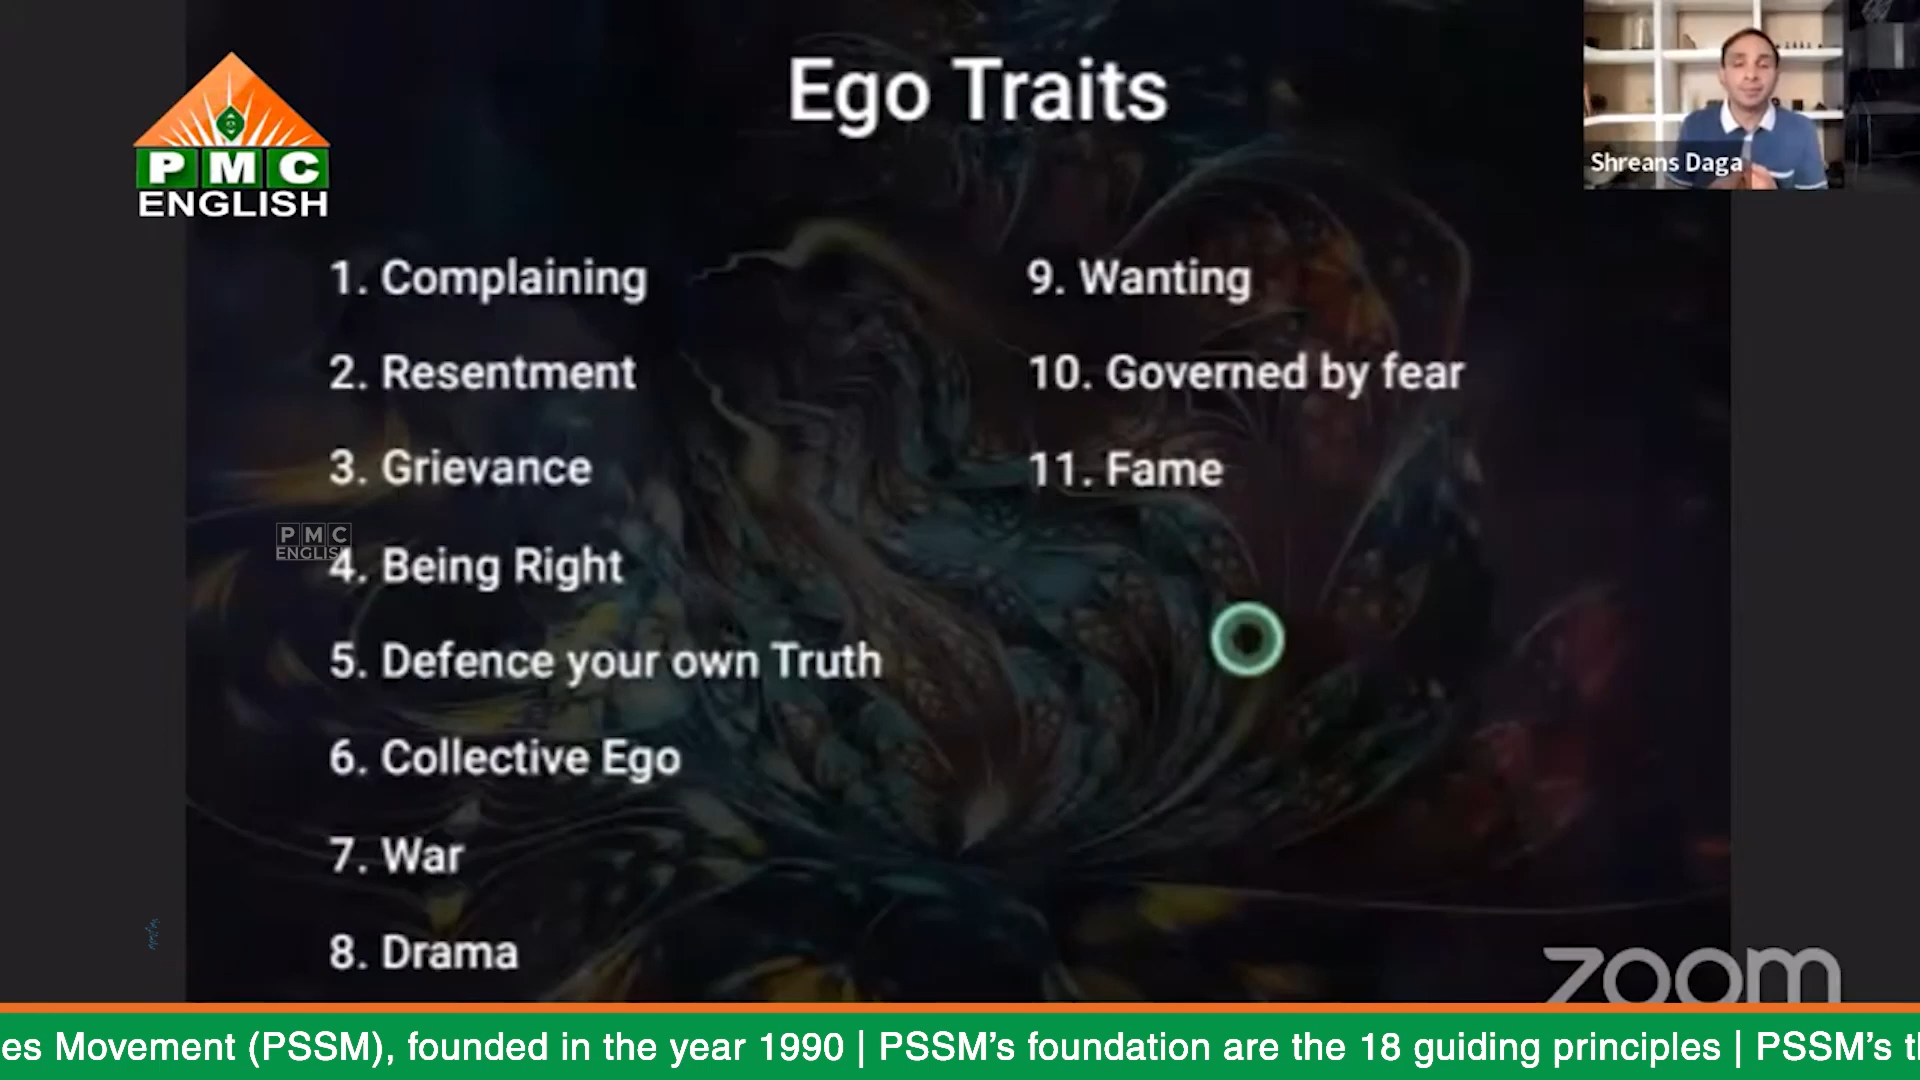 Ego Traits
PMC
ENGLISH
Shreans Daga
1. Complaining
2. Resentment
3. Grievance
4. Being Right
5. Defence your own Truth
6. Collective Ego
7. War
8. Drama
9. Wanting
10. Governed by fear
11. Fame
PMC
ENGLISH
zoom
es Movement (PSSM), founded in the year 1990 | PSSM's foundation are the 18 guiding principles | PSSM's th